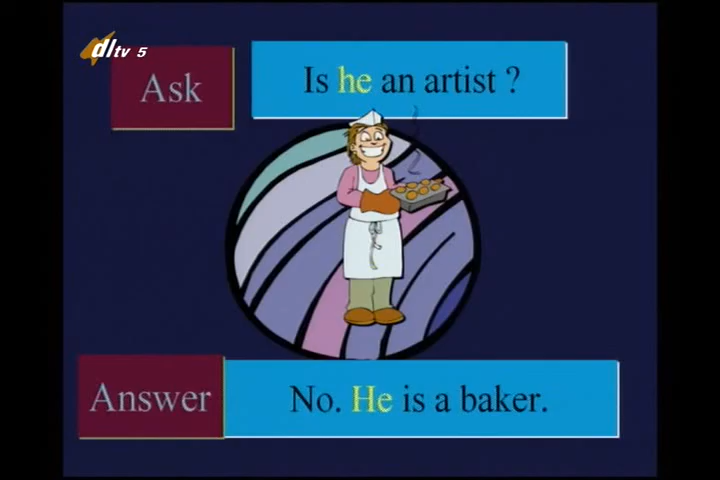 dltv 5
Ask
Is he an artist ?
Answer
No. He is a baker.